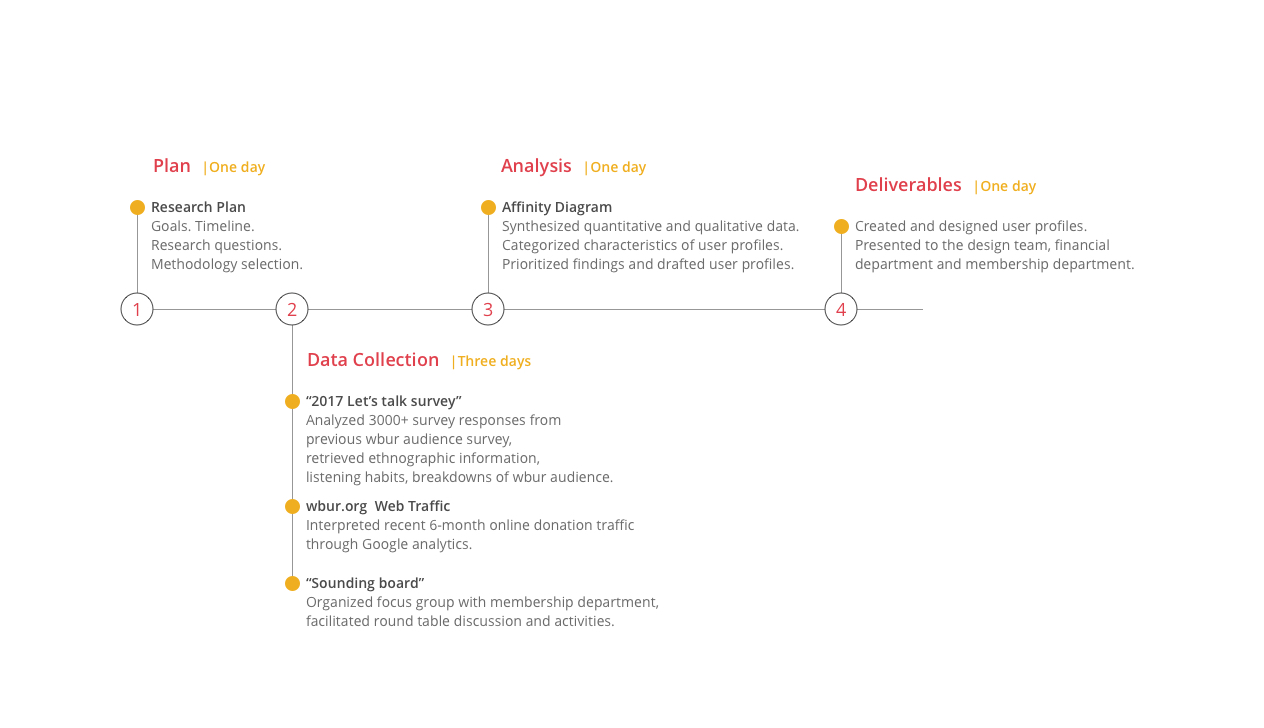 Plan |One day
Research Plan
Goals. Timeline.
Research questions.
Methodology selection.
1
2
Data Collection |Three days
“2017 Let’s talk survey”
Analyzed 3000+ survey responses from
previous wbur audience survey,
retrieved ethnographic information,
listening habits, breakdowns of wbur audience.
wbur.org  Web Traffic
Interpreted recent 6-month online donation traffic
through Google analytics.
“Sounding board”
Organized focus group with membership department,
facilitated round table discussion and activities.
Analysis |One day
Affinity Diagram
Synthesized quantitative and qualitative data.
Categorized characteristics of user profiles.
Prioritized findings and drafted user profiles.
3
Deliverables |One day
Created and designed user profiles.
Presented to the design team, financial
department and membership department.
4